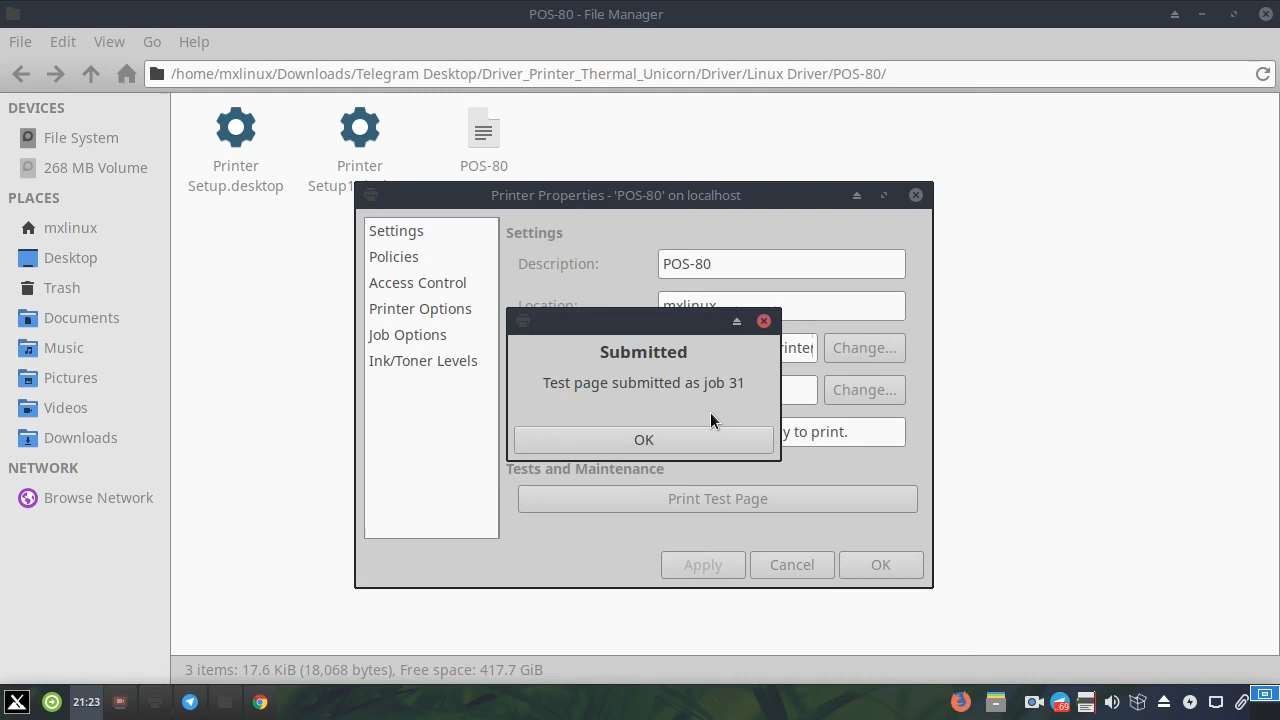 POS-80 - File Manager
File Edit View Go Help
/home/mxlinux/Downloads/Telegram Desktop/Driver_Printer_Thermal_Unicorn/Driver/Linux Driver/POS-80/
DEVICES
File System
268 MB Volume
PLACES
mxlinux
Desktop
Trash
Documents
Music
Pictures
Videos
Downloads
NETWORK
Browse Network
Printer
Setup.desktop
Printer
POS-80
Printer Properties - 'POS-80' on localhost
Settings
Policies
Access Control
Printer Options
Job Options
Ink/Toner Levels
Settings
Description:
POS-80
Location:
mxlinux
Change...
Change...
y to print.
Submitted
Test page submitted as job 31
OK
Tests and Maintenance
Print Test Page
Apply
Cancel
OK
3 items: 17.6 KiB (18,068 bytes), Free space: 417.7 GiB
21:23